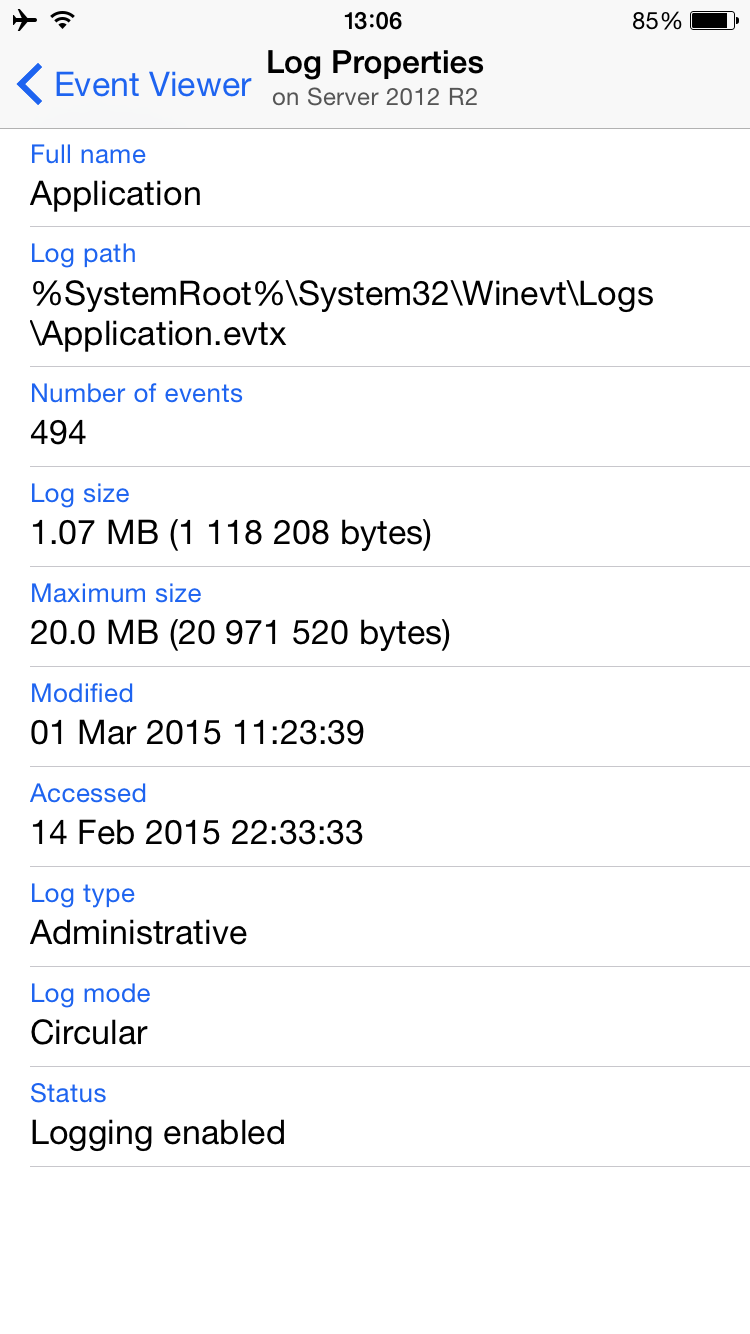 13:06
85%
Event Viewer
Log Properties
on Server 2012 R2
Full name
Application
Log path
%SystemRoot%\System32\Winevt\Logs
\Application.evtx
Number of events
494
Log size
1.07 MB (1 118 208 bytes)
Maximum size
20.0 MB (20 971 520 bytes)
Modified
01 Mar 2015 11:23:39
Accessed
14 Feb 2015 22:33:33
Log type
Administrative
Log mode
Circular
Status
Logging enabled